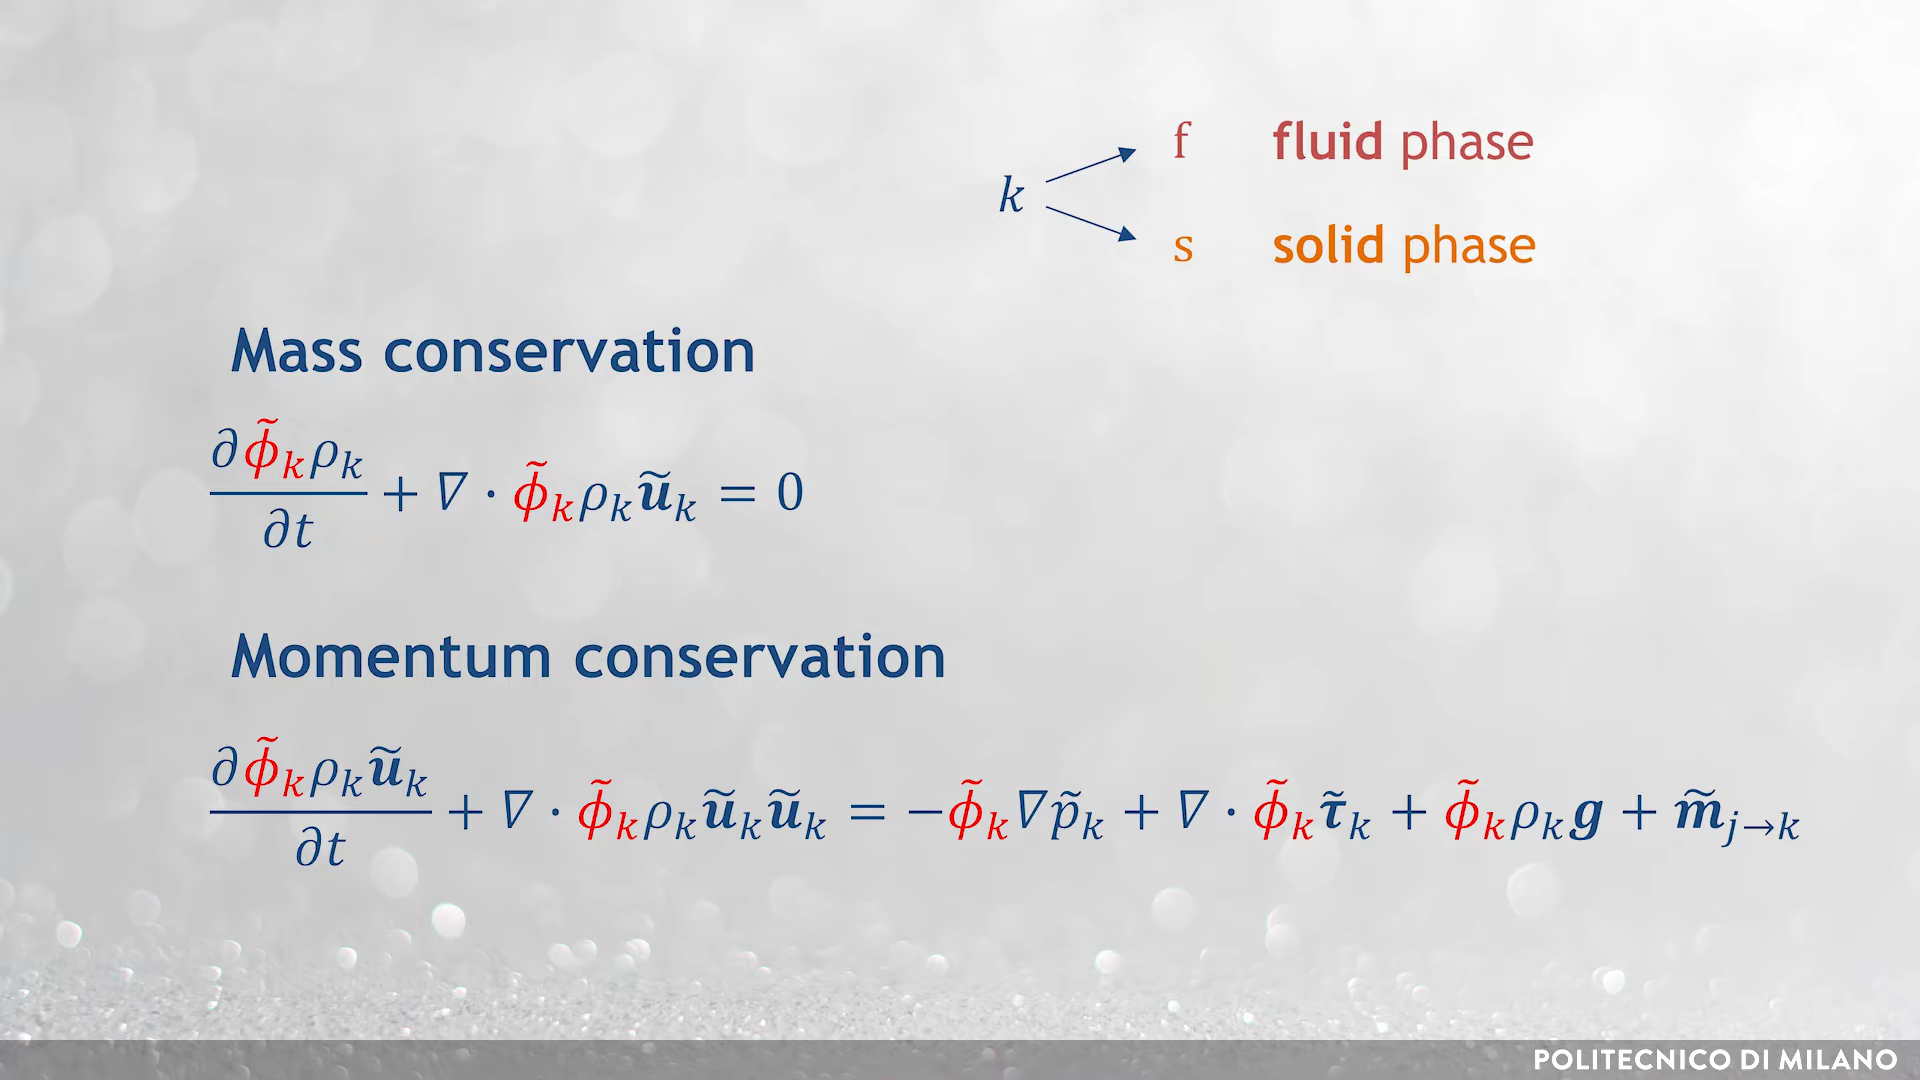 f fluid phase
k
s solid phase
Mass conservation
∂ϕ̃ₖρₖ/∂t + ∇ · ϕ̃ₖρₖ𝒖̃ₖ = 0
Momentum conservation
∂ϕ̃ₖρₖ𝒖̃ₖ/∂t + ∇ · ϕ̃ₖρₖ𝒖̃ₖ𝒖̃ₖ = −ϕ̃ₖ∇p̃ₖ + ∇ · ϕ̃ₖ𝝉̃ₖ + ϕ̃ₖρₖ𝒈 + 𝒎̃ⱼ→ₖ
POLITECNICO DI MILANO